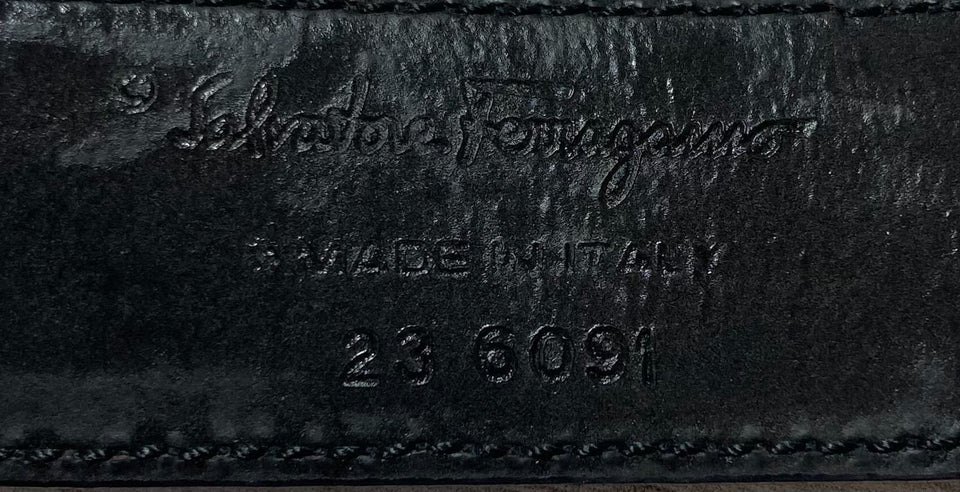 Salvatore Ferragamo
MADE IN ITALY
23 6091